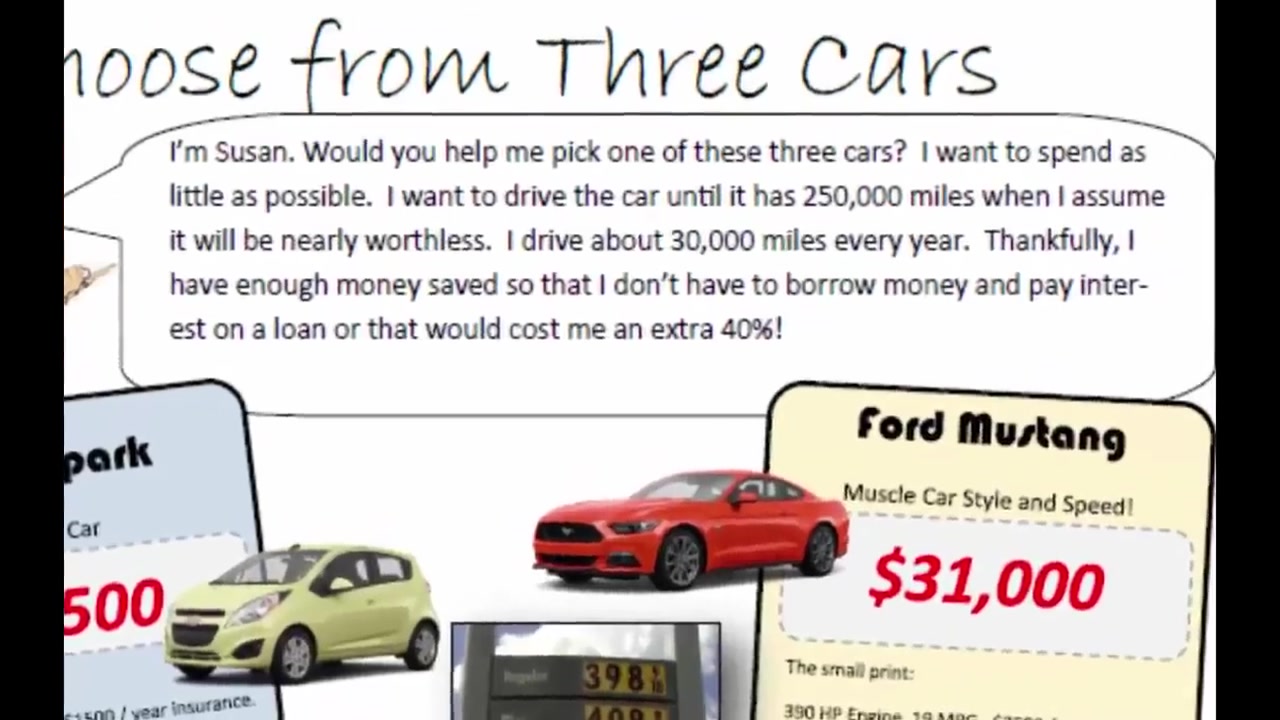 hoose from Three Cars
I'm Susan. Would you help me pick one of these three cars?  I want to spend as
little as possible.  I want to drive the car until it has 250,000 miles when I assume
it will be nearly worthless.  I drive about 30,000 miles every year.  Thankfully, I
have enough money saved so that I don't have to borrow money and pay inter-
est on a loan or that would cost me an extra 40%!
park
Car
500
$1500 / year insurance.
Ford Mustang
Muscle Car Style and Speed!
$31,000
The small print:
390 HP Engine, 19 MPG
Regular 398 9/10